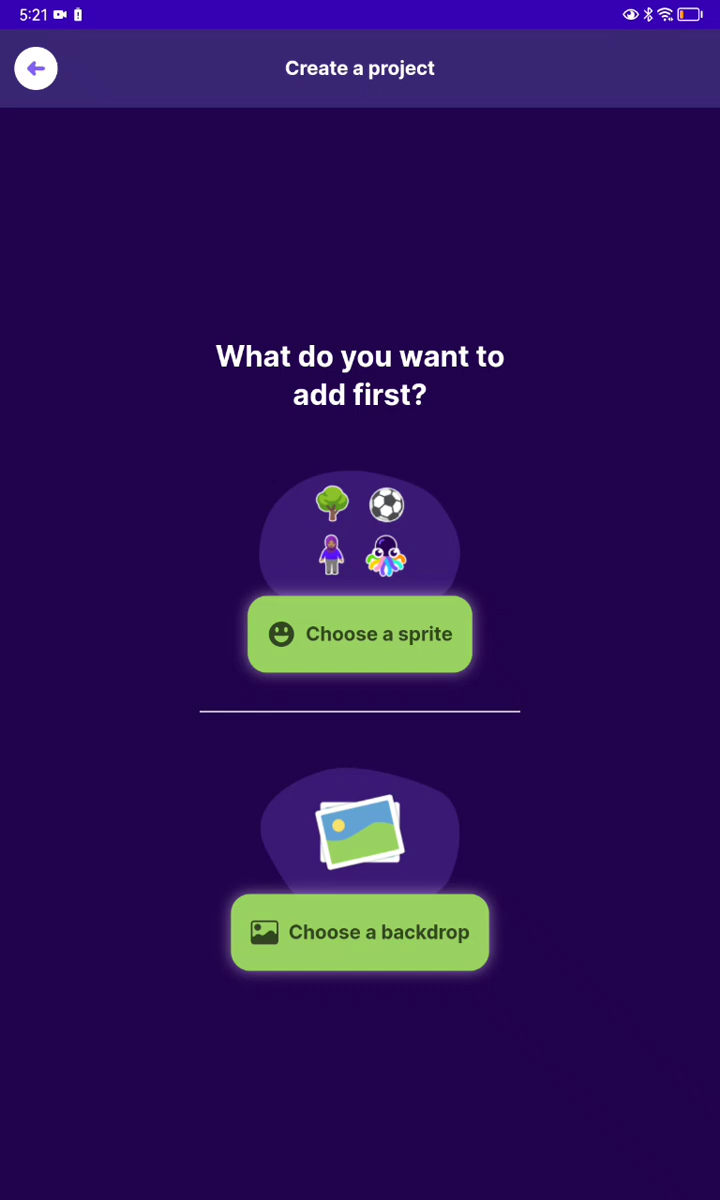 5:21
Create a project
What do you want to
add first?
Choose a sprite
Choose a backdrop